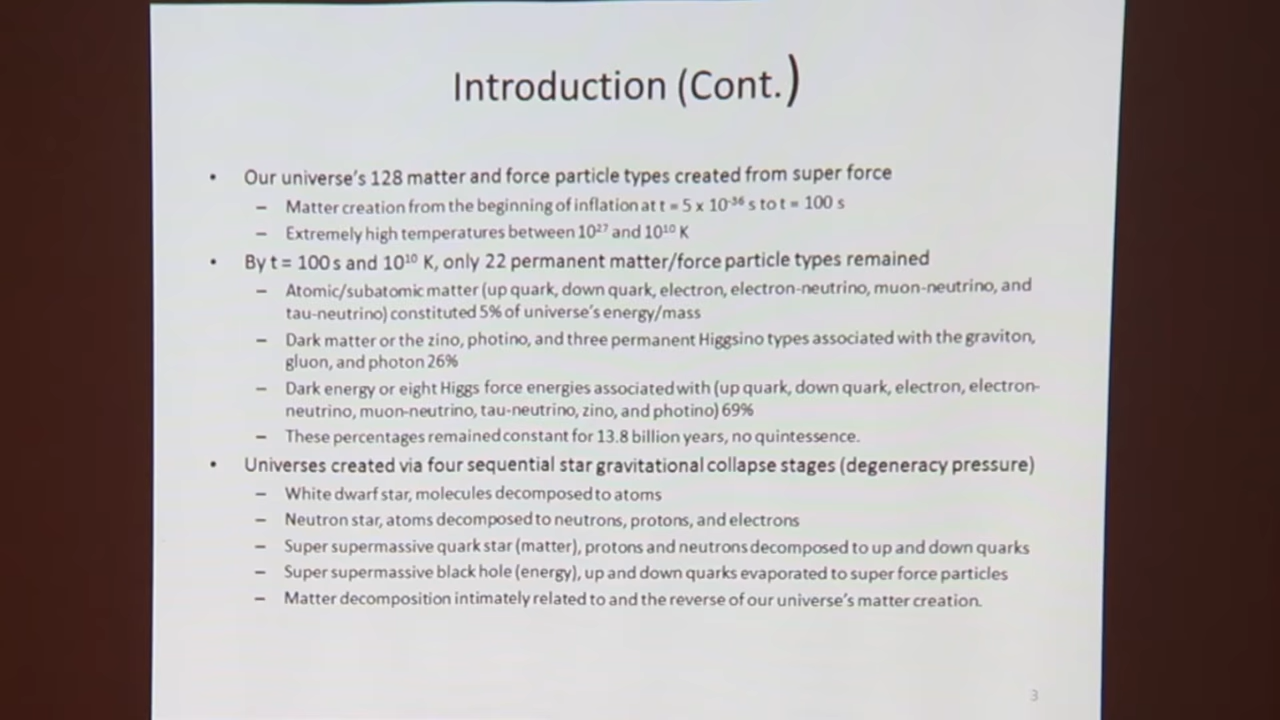 Introduction (Cont.)
• Our universe's 128 matter and force particle types created from super force
– Matter creation from the beginning of inflation at t = 5 x 10⁻³⁶ s to t = 100 s
– Extremely high temperatures between 10²⁷ and 10¹⁰ K
• By t = 100 s and 10¹⁰ K, only 22 permanent matter/force particle types remained
– Atomic/subatomic matter (up quark, down quark, electron, electron-neutrino, muon-neutrino, and
tau-neutrino) constituted 5% of universe's energy/mass
– Dark matter or the zino, photino, and three permanent Higgsino types associated with the graviton,
gluon, and photon 26%
– Dark energy or eight Higgs force energies associated with (up quark, down quark, electron, electron-
neutrino, muon-neutrino, tau-neutrino, zino, and photino) 69%
– These percentages remained constant for 13.8 billion years, no quintessence.
• Universes created via four sequential star gravitational collapse stages (degeneracy pressure)
– White dwarf star, molecules decomposed to atoms
– Neutron star, atoms decomposed to neutrons, protons, and electrons
– Super supermassive quark star (matter), protons and neutrons decomposed to up and down quarks
– Super supermassive black hole (energy), up and down quarks evaporated to super force particles
– Matter decomposition intimately related to and the reverse of our universe's matter creation.
3